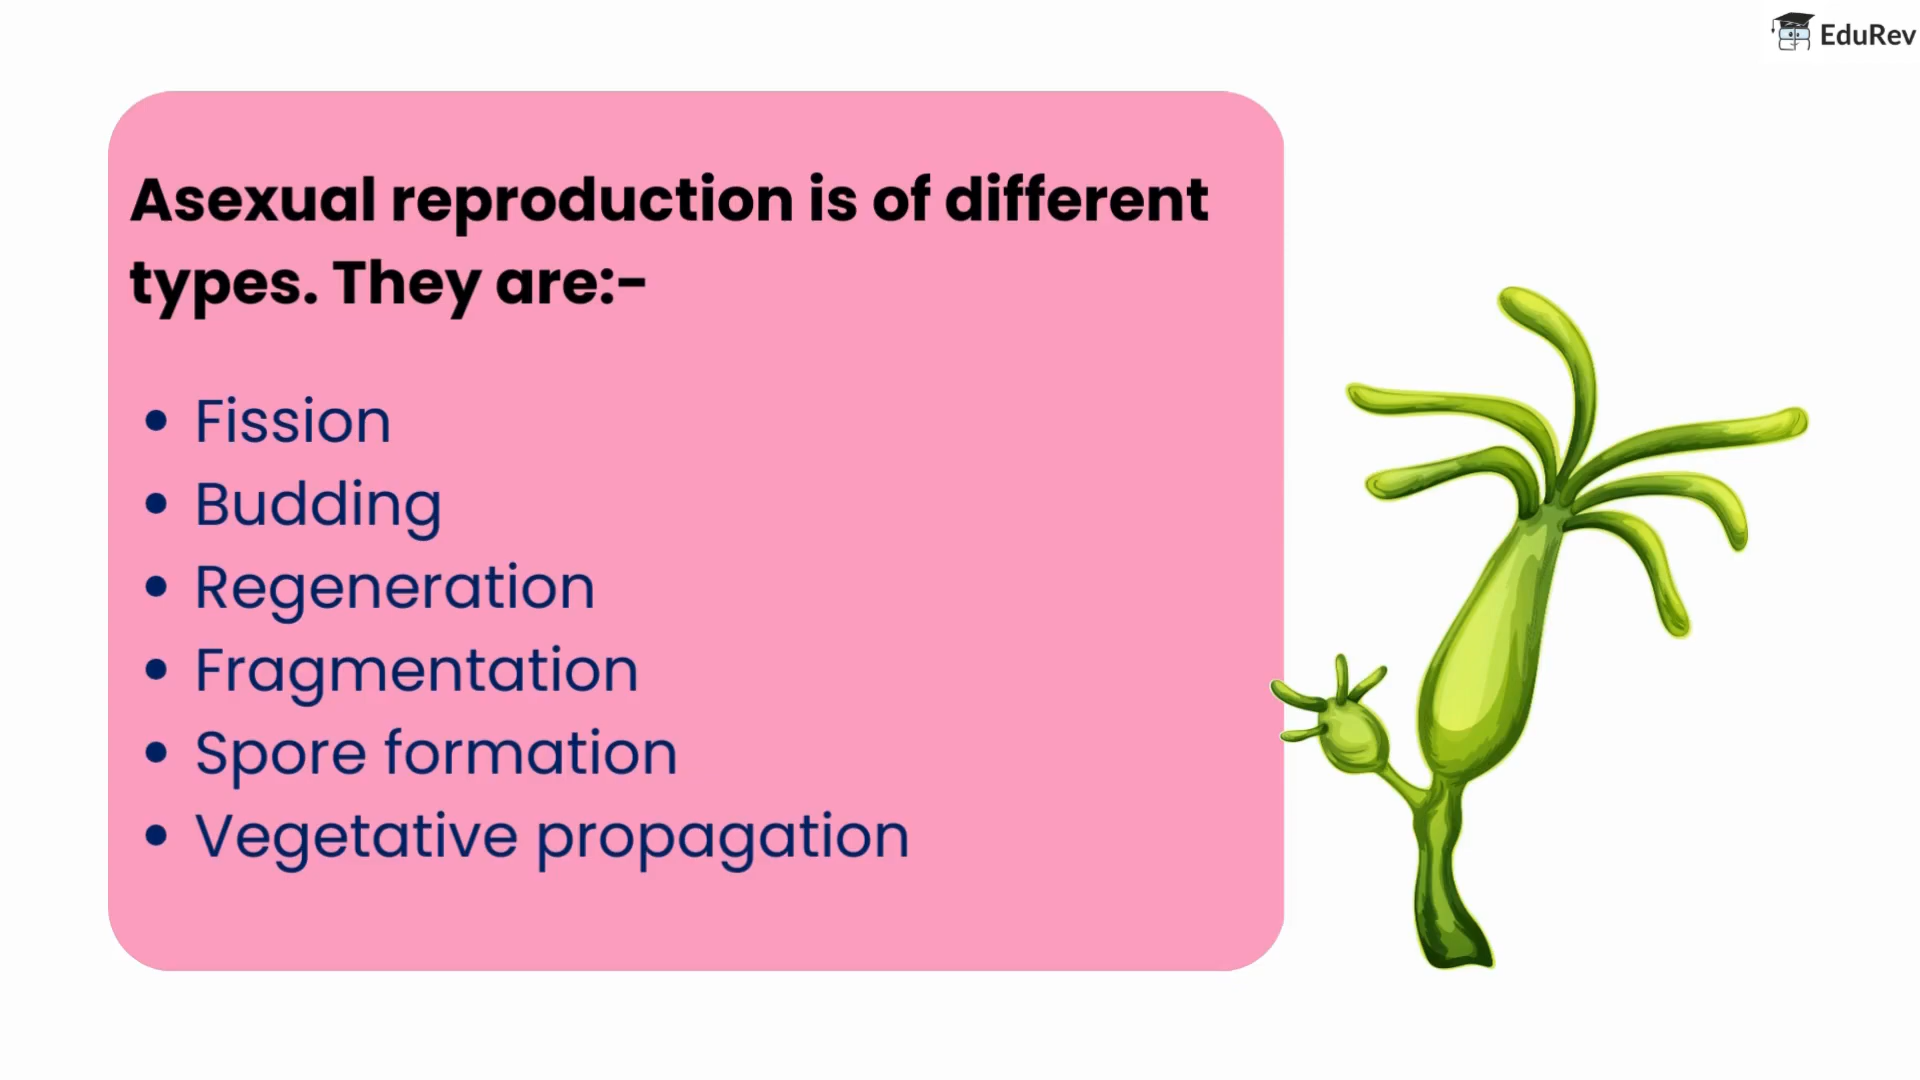 EduRev
Asexual reproduction is of different
types. They are:-
• Fission
• Budding
• Regeneration
• Fragmentation
• Spore formation
• Vegetative propagation